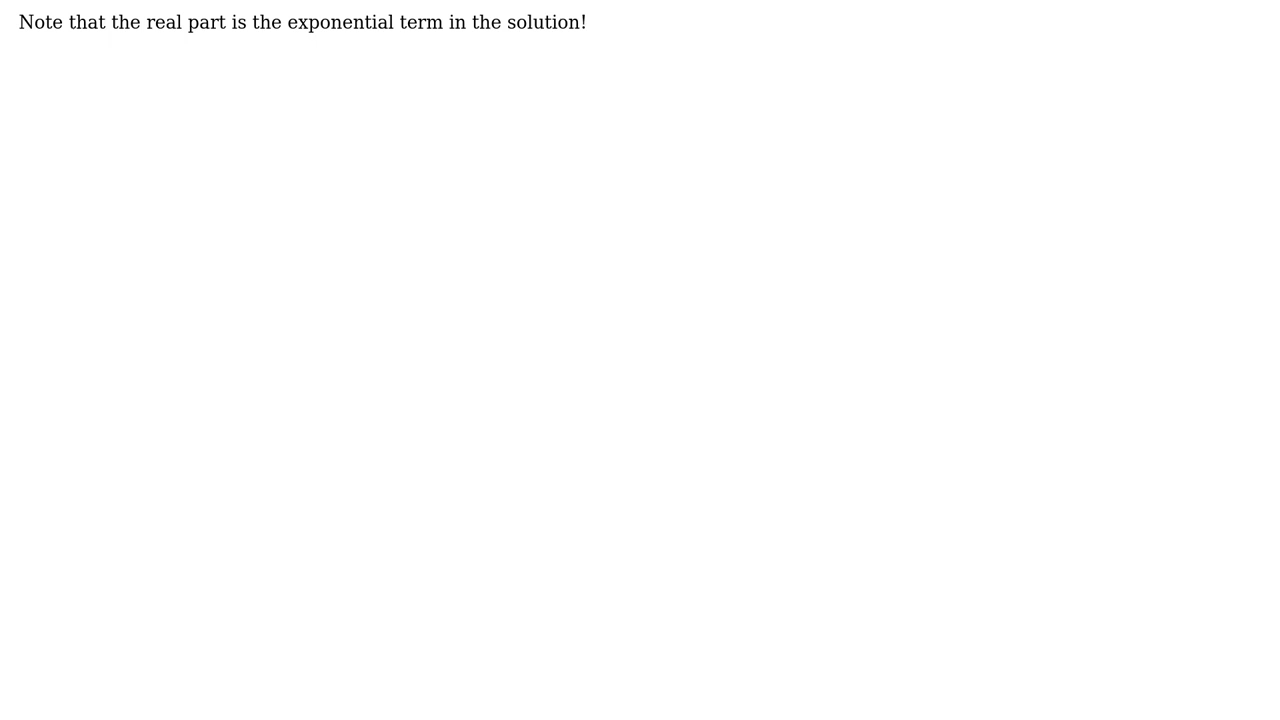 Note that the real part is the exponential term in the solution!